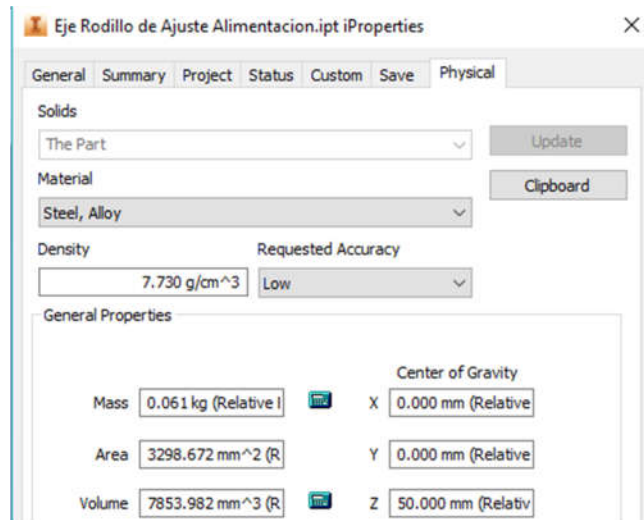 Eje Rodillo de Ajuste Alimentacion.ipt iProperties
General Summary Project Status Custom Save Physical
Solids
The Part
Update
Material
Clipboard
Steel, Alloy
Density Requested Accuracy
7.730 g/cm^3 Low
General Properties
Center of Gravity
Mass 0.061 kg (Relative I X 0.000 mm (Relative
Area 3298.672 mm^2 (R Y 0.000 mm (Relative
Volume 7853.982 mm^3 (R Z 50.000 mm (Relativ